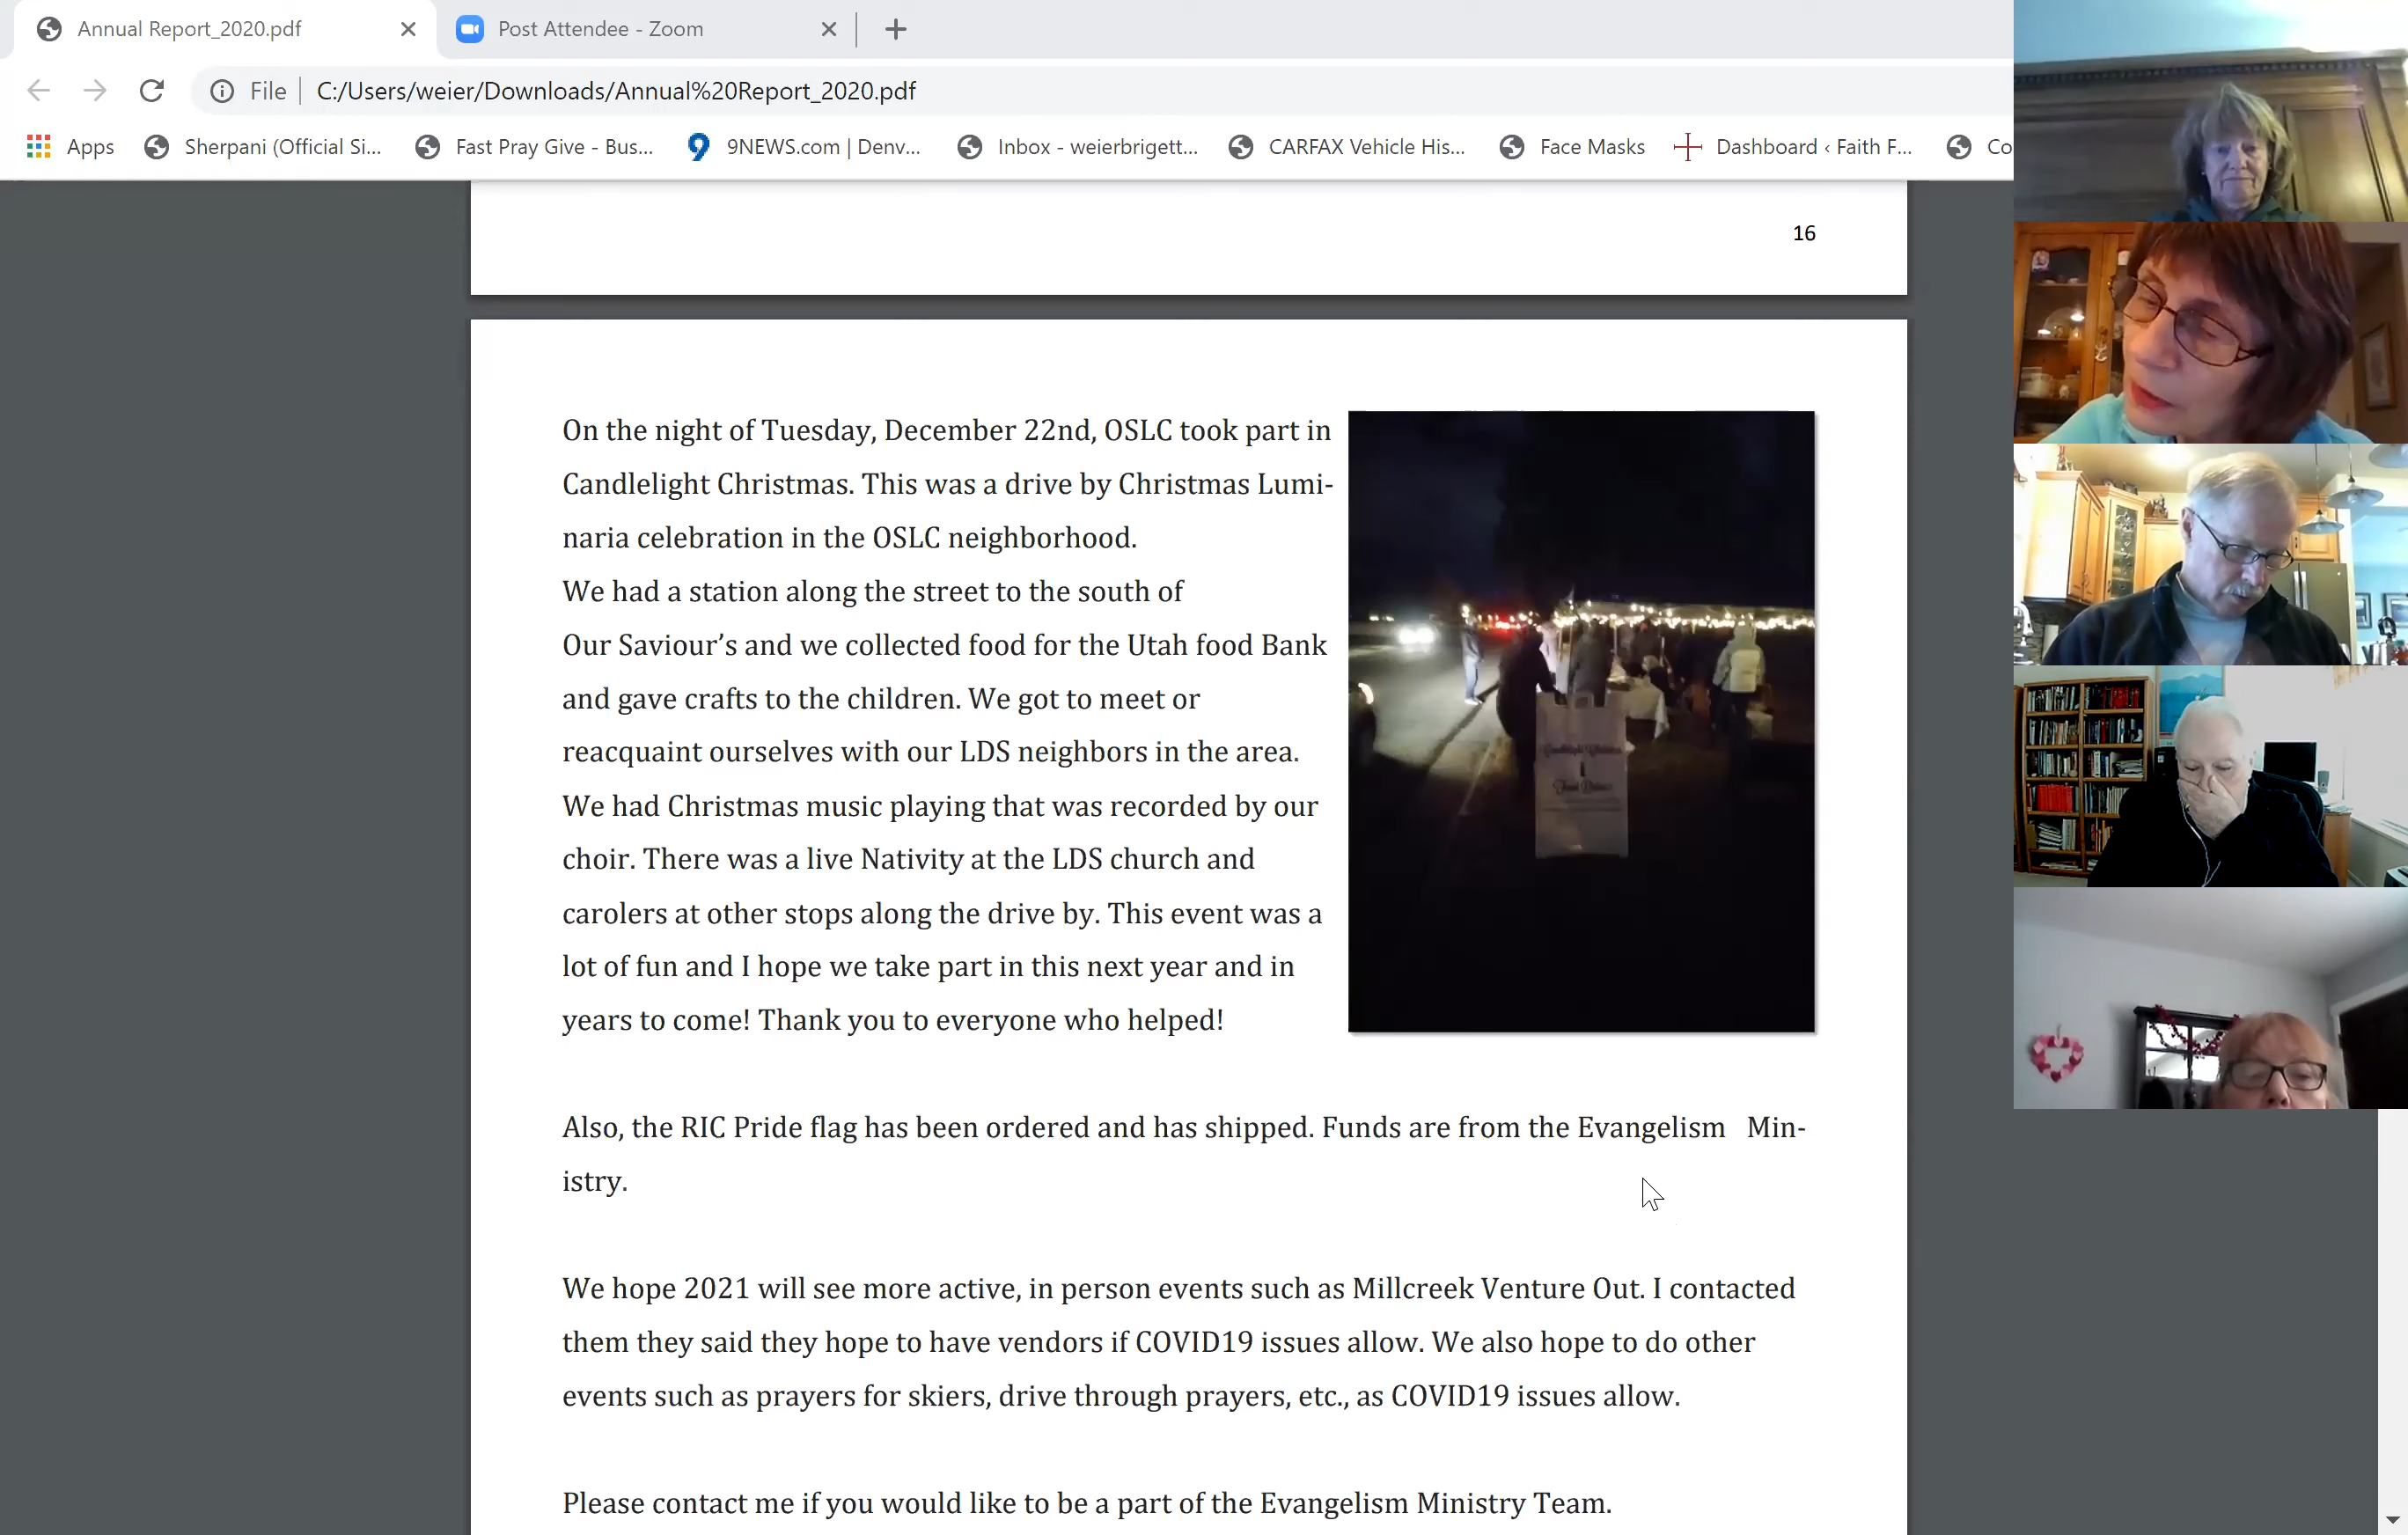 Annual Report_2020.pdf
Post Attendee - Zoom
File
C:/Users/weier/Downloads/Annual%20Report_2020.pdf
Apps
Sherpani (Official Si...
Fast Pray Give - Bus...
9NEWS.com | Denv...
Inbox - weierbrigett...
CARFAX Vehicle His...
Face Masks
Dashboard ‹ Faith F...
Co
16
On the night of Tuesday, December 22nd, OSLC took part in
Candlelight Christmas. This was a drive by Christmas Lumi-
naria celebration in the OSLC neighborhood.
We had a station along the street to the south of
Our Saviour’s and we collected food for the Utah food Bank
and gave crafts to the children. We got to meet or
reacquaint ourselves with our LDS neighbors in the area.
We had Christmas music playing that was recorded by our
choir. There was a live Nativity at the LDS church and
carolers at other stops along the drive by. This event was a
lot of fun and I hope we take part in this next year and in
years to come! Thank you to everyone who helped!
Also, the RIC Pride flag has been ordered and has shipped. Funds are from the Evangelism Min-
istry.
We hope 2021 will see more active, in person events such as Millcreek Venture Out. I contacted
them they said they hope to have vendors if COVID19 issues allow. We also hope to do other
events such as prayers for skiers, drive through prayers, etc., as COVID19 issues allow.
Please contact me if you would like to be a part of the Evangelism Ministry Team.